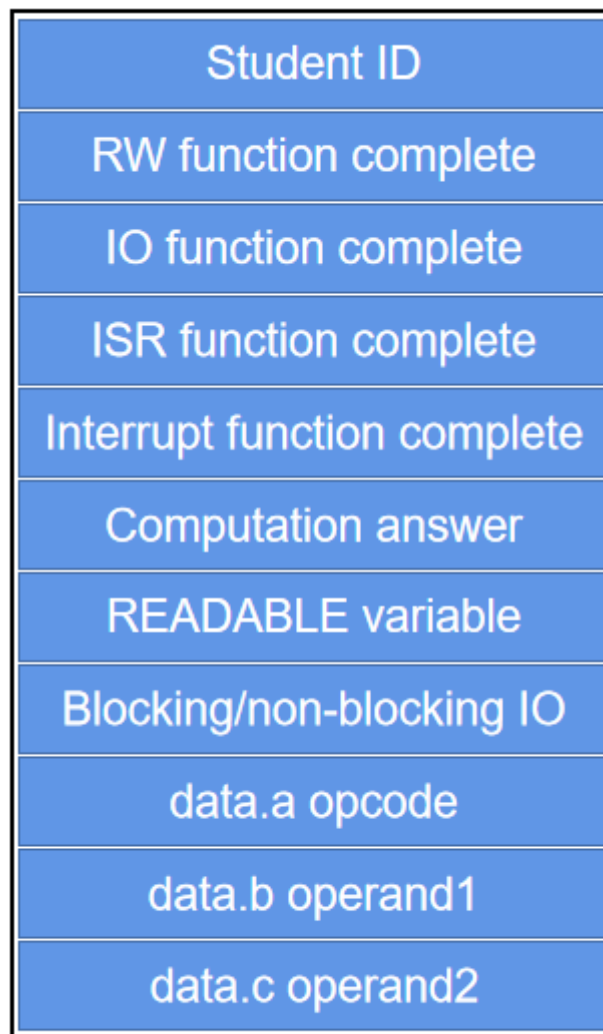 Student ID
RW function complete
IO function complete
ISR function complete
Interrupt function complete
Computation answer
READABLE variable
Blocking/non-blocking IO
data.a opcode
data.b operand1
data.c operand2